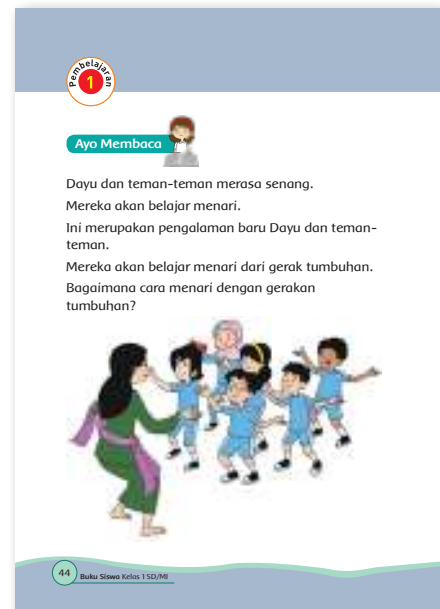 Pembelajaran
1
Ayo Membaca
Dayu dan teman-teman merasa senang.
Mereka akan belajar menari.
Ini merupakan pengalaman baru Dayu dan teman-
teman.
Mereka akan belajar menari dari gerak tumbuhan.
Bagaimana cara menari dengan gerakan
tumbuhan?
44
Buku Siswa Kelas 1 SD/MI